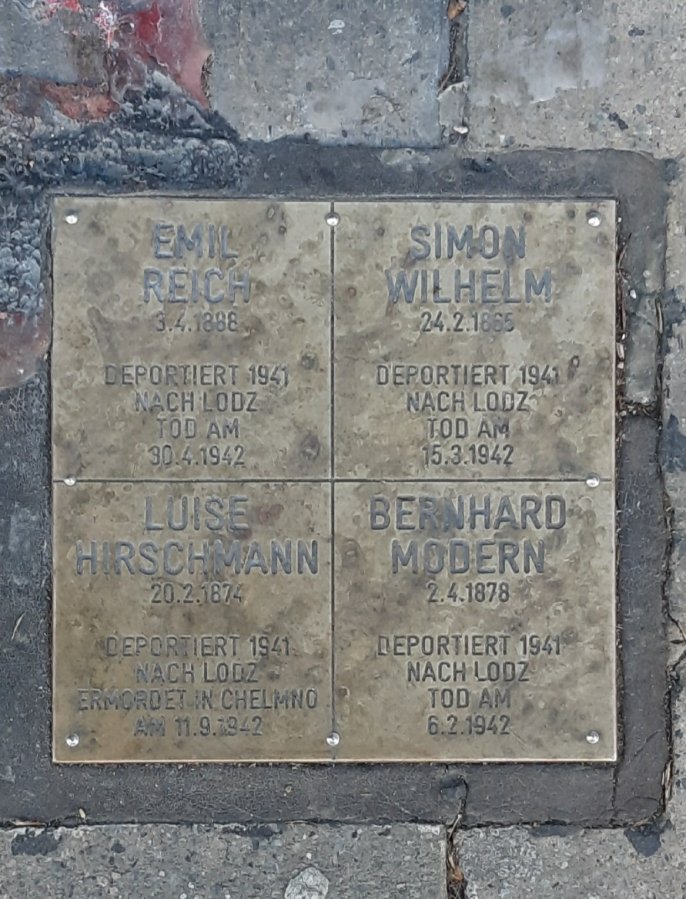 EMIL
REICH
3.4.1888
DEPORTIERT 1941
NACH LODZ
TOD AM
30.4.1942
SIMON
WILHELM
24.2.1865
DEPORTIERT 1941
NACH LODZ
TOD AM
15.3.1942
LUISE
HIRSCHMANN
20.2.1874
DEPORTIERT 1941
NACH LODZ
ERMORDET IN CHELMNO
AM 11.9.1942
BERNHARD
MODERN
2.4.1878
DEPORTIERT 1941
NACH LODZ
TOD AM
6.2.1942